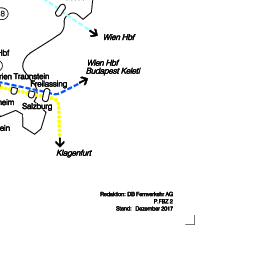 8
Wien Hbf
Hbf
Wien Hbf
Budapest Keleti
rien Traunstein
Freilassing
heim
Salzburg
ein
Klagenfurt
Redaktion: DB Fernverkehr AG
P.FBZ 2
Stand: Dezember 2017